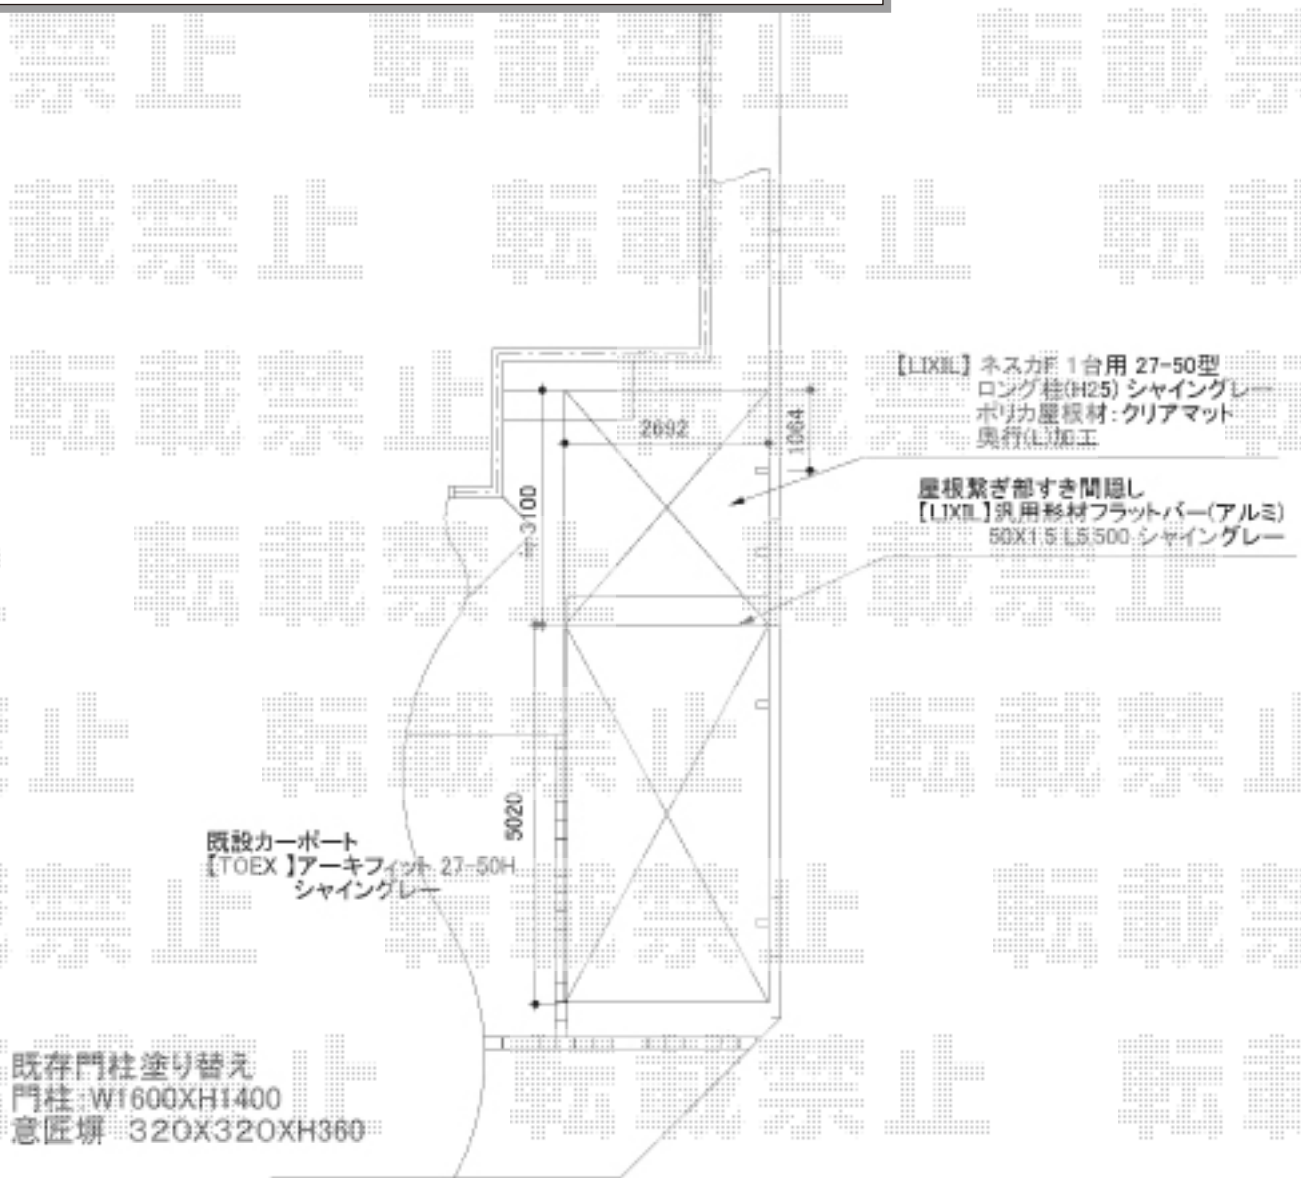 【LIXIL】ネスカF 1台用 27-50型
ロング柱(H25) シャイングレー
ポリカ屋根材:クリアマット
奥行(L)加工
2692
1064
屋根繋ぎ部すき間隠し
【LIXIL】汎用形材フラットバー(アルミ)
50X1.5 L5,500 シャイングレー
3100
5020
既設カーポート
【TOEX】アーキフィット 27-50H
シャイングレー
既存門柱塗り替え
門柱:W1600XH1400
意匠塀 320X320XH360
転載禁止